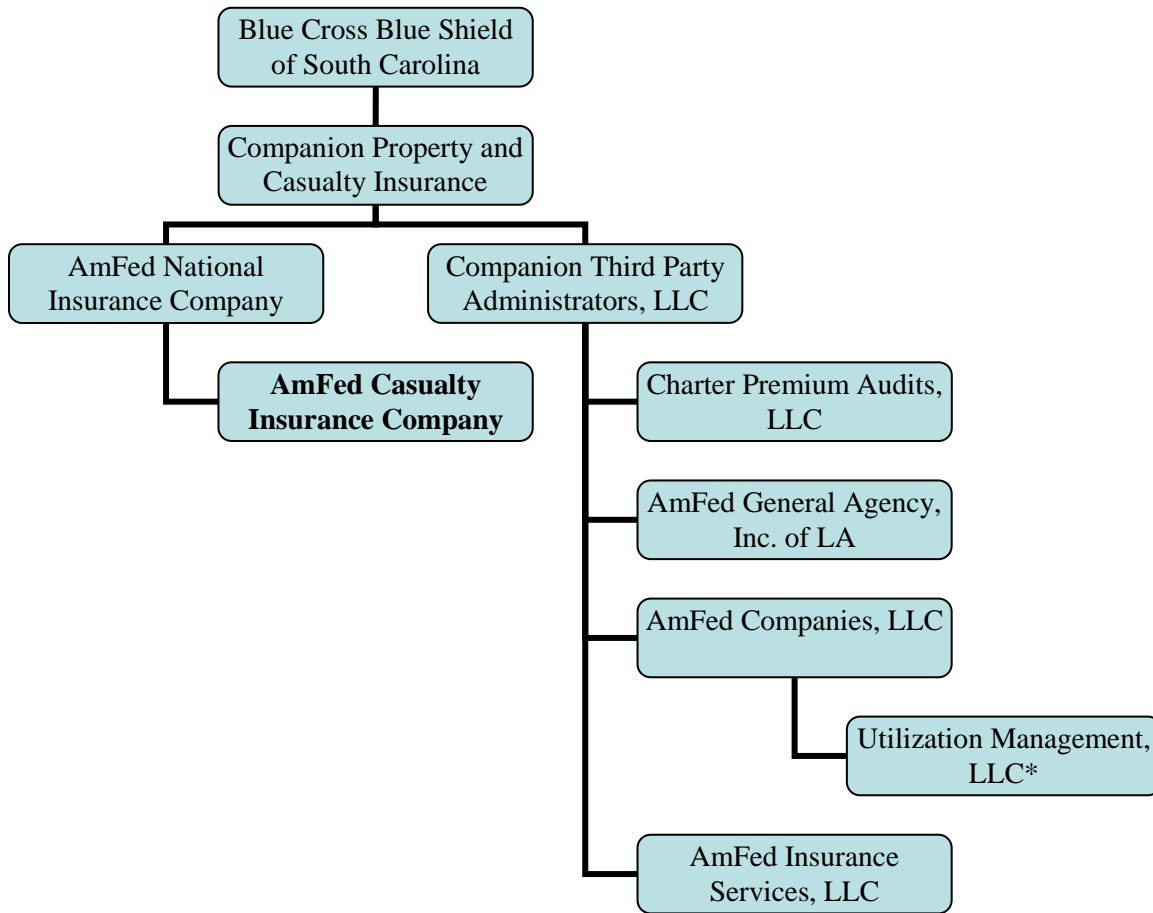 Blue Cross Blue Shield
of South Carolina
Companion Property and
Casualty Insurance
AmFed National
Insurance Company
Companion Third Party
Administrators, LLC
AmFed Casualty
Insurance Company
Charter Premium Audits,
LLC
AmFed General Agency,
Inc. of LA
AmFed Companies, LLC
Utilization Management,
LLC*
AmFed Insurance
Services, LLC